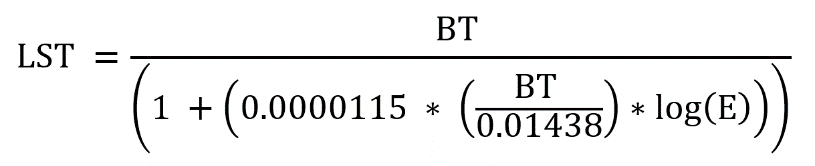 LST = BT / (1 + (0.0000115 * (BT / 0.01438) * log(E)))